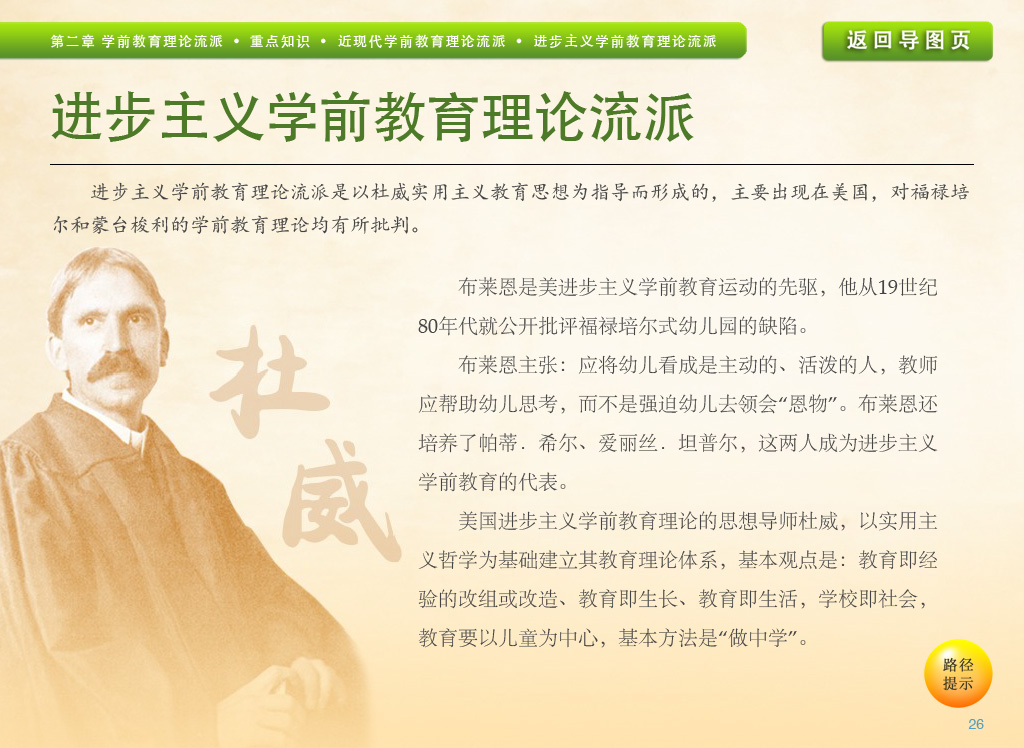 第二章 学前教育理论流派 • 重点知识 • 近现代学前教育理论流派 • 进步主义学前教育理论流派
返回导图页
进步主义学前教育理论流派
进步主义学前教育理论流派是以杜威实用主义教育思想为指导而形成的，主要出现在美国，对福禄培
尔和蒙台梭利的学前教育理论均有所批判。
布莱恩是美进步主义学前教育运动的先驱，他从19世纪
80年代就公开批评福禄培尔式幼儿园的缺陷。
布莱恩主张：应将幼儿看成是主动的、活泼的人，教师
应帮助幼儿思考，而不是强迫幼儿去领会“恩物”。布莱恩还
培养了帕蒂．希尔、爱丽丝．坦普尔，这两人成为进步主义
学前教育的代表。
美国进步主义学前教育理论的思想导师杜威，以实用主
义哲学为基础建立其教育理论体系，基本观点是：教育即经
验的改组或改造、教育即生长、教育即生活，学校即社会，
教育要以儿童为中心，基本方法是“做中学”。
杜
威
路径
提示
26